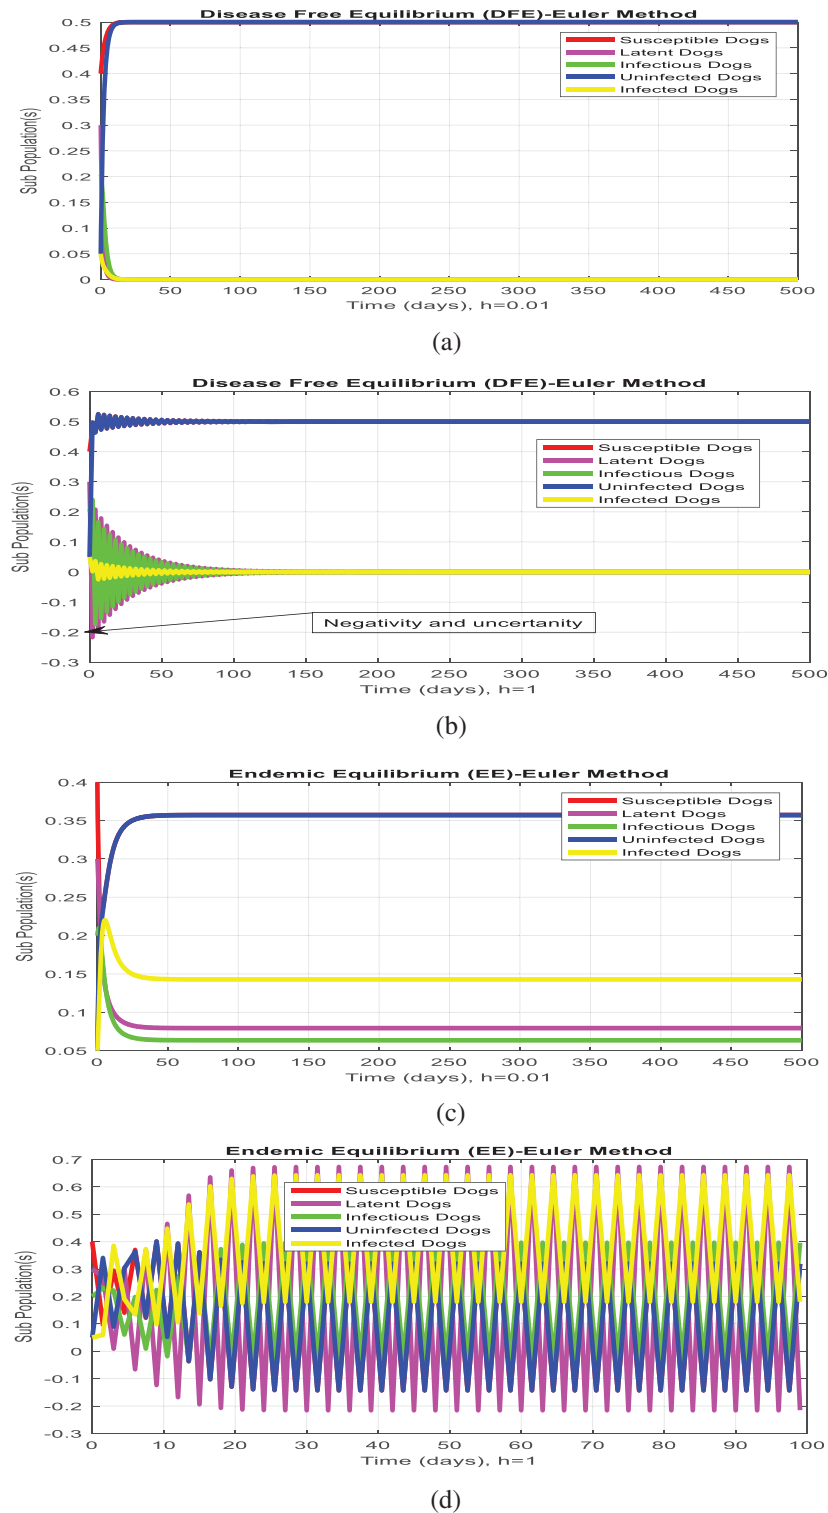 Disease Free Equilibrium (DFE)-Euler Method
0.5
0.45
0.4
0.35
0.3
0.25
0.2
0.15
0.1
0.05
0
Sub Population(s)
Susceptible Dogs
Latent Dogs
Infectious Dogs
Uninfected Dogs
Infected Dogs
0 50 100 150 200 250 300 350 400 450 500
Time (days), h=0.01
(a)
Disease Free Equilibrium (DFE)-Euler Method
0.6
0.5
0.4
0.3
0.2
0.1
0
-0.1
-0.2
-0.3
Sub Population(s)
Susceptible Dogs
Latent Dogs
Infectious Dogs
Uninfected Dogs
Infected Dogs
Negativity and uncertanity
0 50 100 150 200 250 300 350 400 450 500
Time (days), h=1
(b)
Endemic Equilibrium (EE)-Euler Method
0.4
0.35
0.3
0.25
0.2
0.15
0.1
0.05
Sub Population(s)
Susceptible Dogs
Latent Dogs
Infectious Dogs
Uninfected Dogs
Infected Dogs
0 50 100 150 200 250 300 350 400 450 500
Time (days), h=0.01
(c)
Endemic Equilibrium (EE)-Euler Method
0.7
0.6
0.5
0.4
0.3
0.2
0.1
0
-0.1
-0.2
-0.3
Sub Population(s)
Susceptible Dogs
Latent Dogs
Infectious Dogs
Uninfected Dogs
Infected Dogs
0 10 20 30 40 50 60 70 80 90 100
Time (days), h=1
(d)